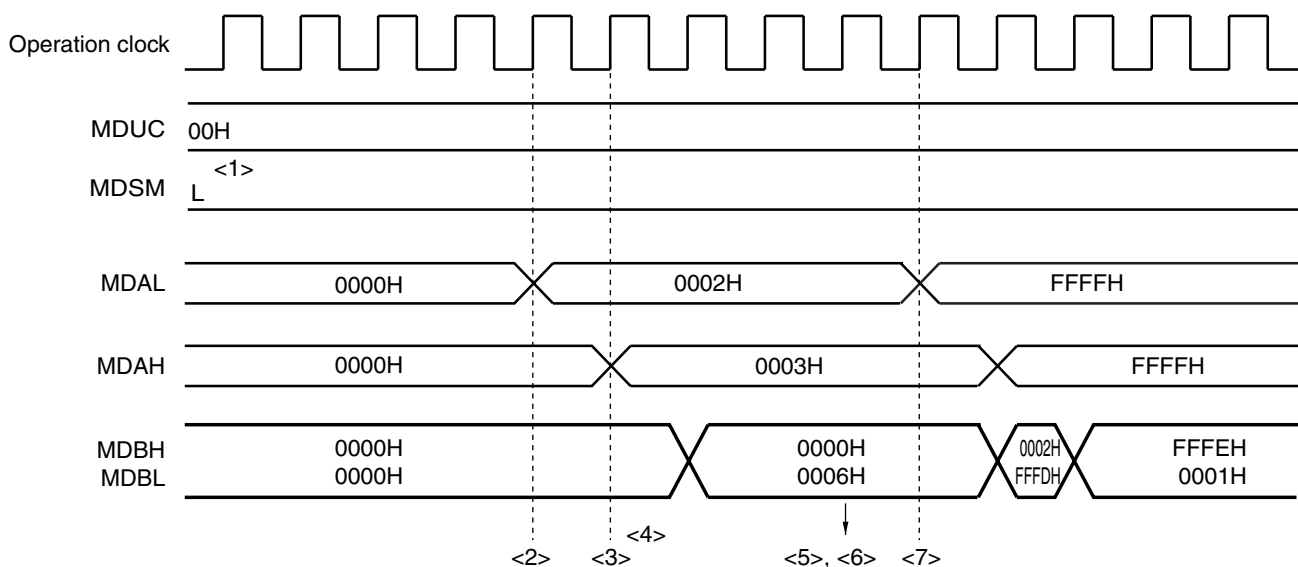 Operation clock
MDUC 00H
<1>
MDSM L
MDAL 0000H 0002H FFFFH
MDAH 0000H 0003H FFFFH
MDBH 0000H 0000H 0002H FFFEH
MDBL 0000H 0006H FFFDH 0001H
<4>
<2> <3> <5>, <6> <7>